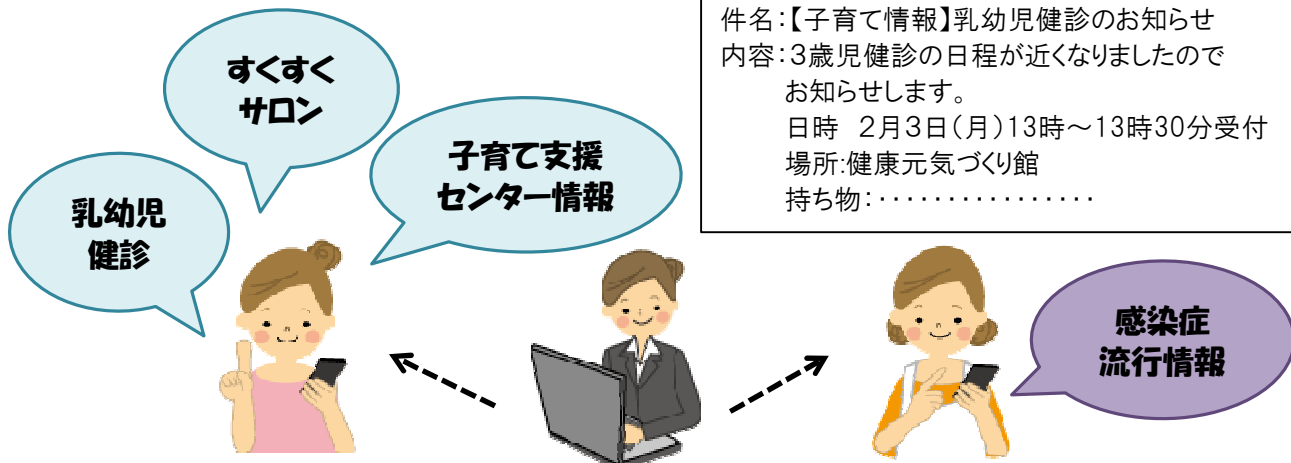 すくすく
サロン
子育て支援
センター情報
乳幼児
健診
件名:【子育て情報】乳幼児健診のお知らせ
内容:3歳児健診の日程が近くなりましたので
お知らせします。
日時 2月3日(月)13時~13時30分受付
場所:健康元気づくり館
持ち物:・・・・・・・・・・・・・・・・
感染症
流行情報